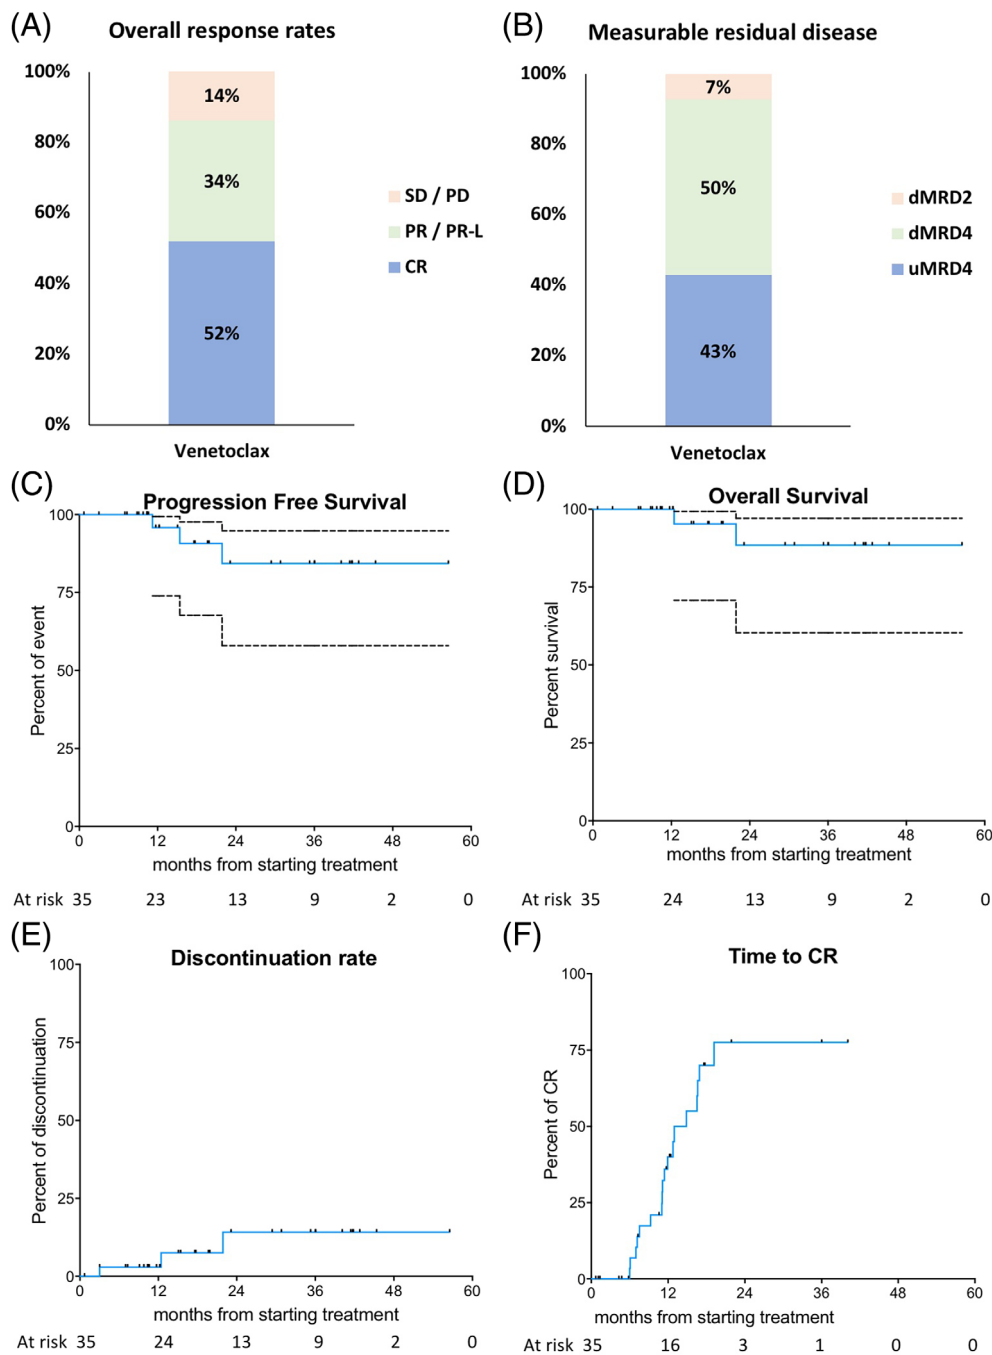 (A)
Overall response rates
100%
80%
60%
40%
20%
0%
14%
34%
52%
SD / PD
PR / PR-L
CR
Venetoclax
(B)
Measurable residual disease
100%
80%
60%
40%
20%
0%
7%
50%
43%
dMRD2
dMRD4
uMRD4
Venetoclax
(C)
Progression Free Survival
Percent of event
100
75
50
25
0
0 12 24 36 48 60
months from starting treatment
At risk 35 23 13 9 2 0
(D)
Overall Survival
Percent survival
100
75
50
25
0
0 12 24 36 48 60
months from starting treatment
At risk 35 24 13 9 2 0
(E)
Discontinuation rate
Percent of discontinuation
100
75
50
25
0
0 12 24 36 48 60
months from starting treatment
At risk 35 24 13 9 2 0
(F)
Time to CR
Percent of CR
100
75
50
25
0
0 12 24 36 48 60
months from starting treatment
At risk 35 16 3 1 0 0